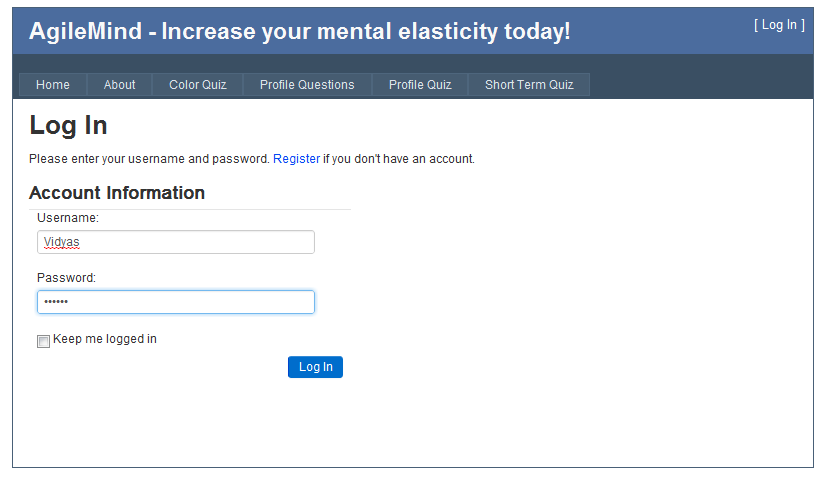 AgileMind - Increase your mental elasticity today!
[ Log In ]
Home About Color Quiz Profile Questions Profile Quiz Short Term Quiz
Log In
Please enter your username and password. Register if you don't have an account.
Account Information
Username:
Vidyas
Password:
••••••
Keep me logged in
Log In